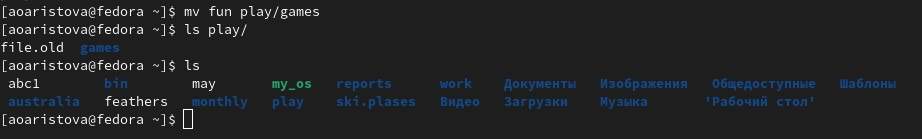 [aoaristova@fedora ~]$ mv fun play/games
[aoaristova@fedora ~]$ ls play/
file.old  games
[aoaristova@fedora ~]$ ls
abc1  bin  may  my_os  reports  work  Документы  Изображения  Общедоступные  Шаблоны
australia  feathers  monthly  play  ski.plases  Видео  Загрузки  Музыка  'Рабочий стол'
[aoaristova@fedora ~]$